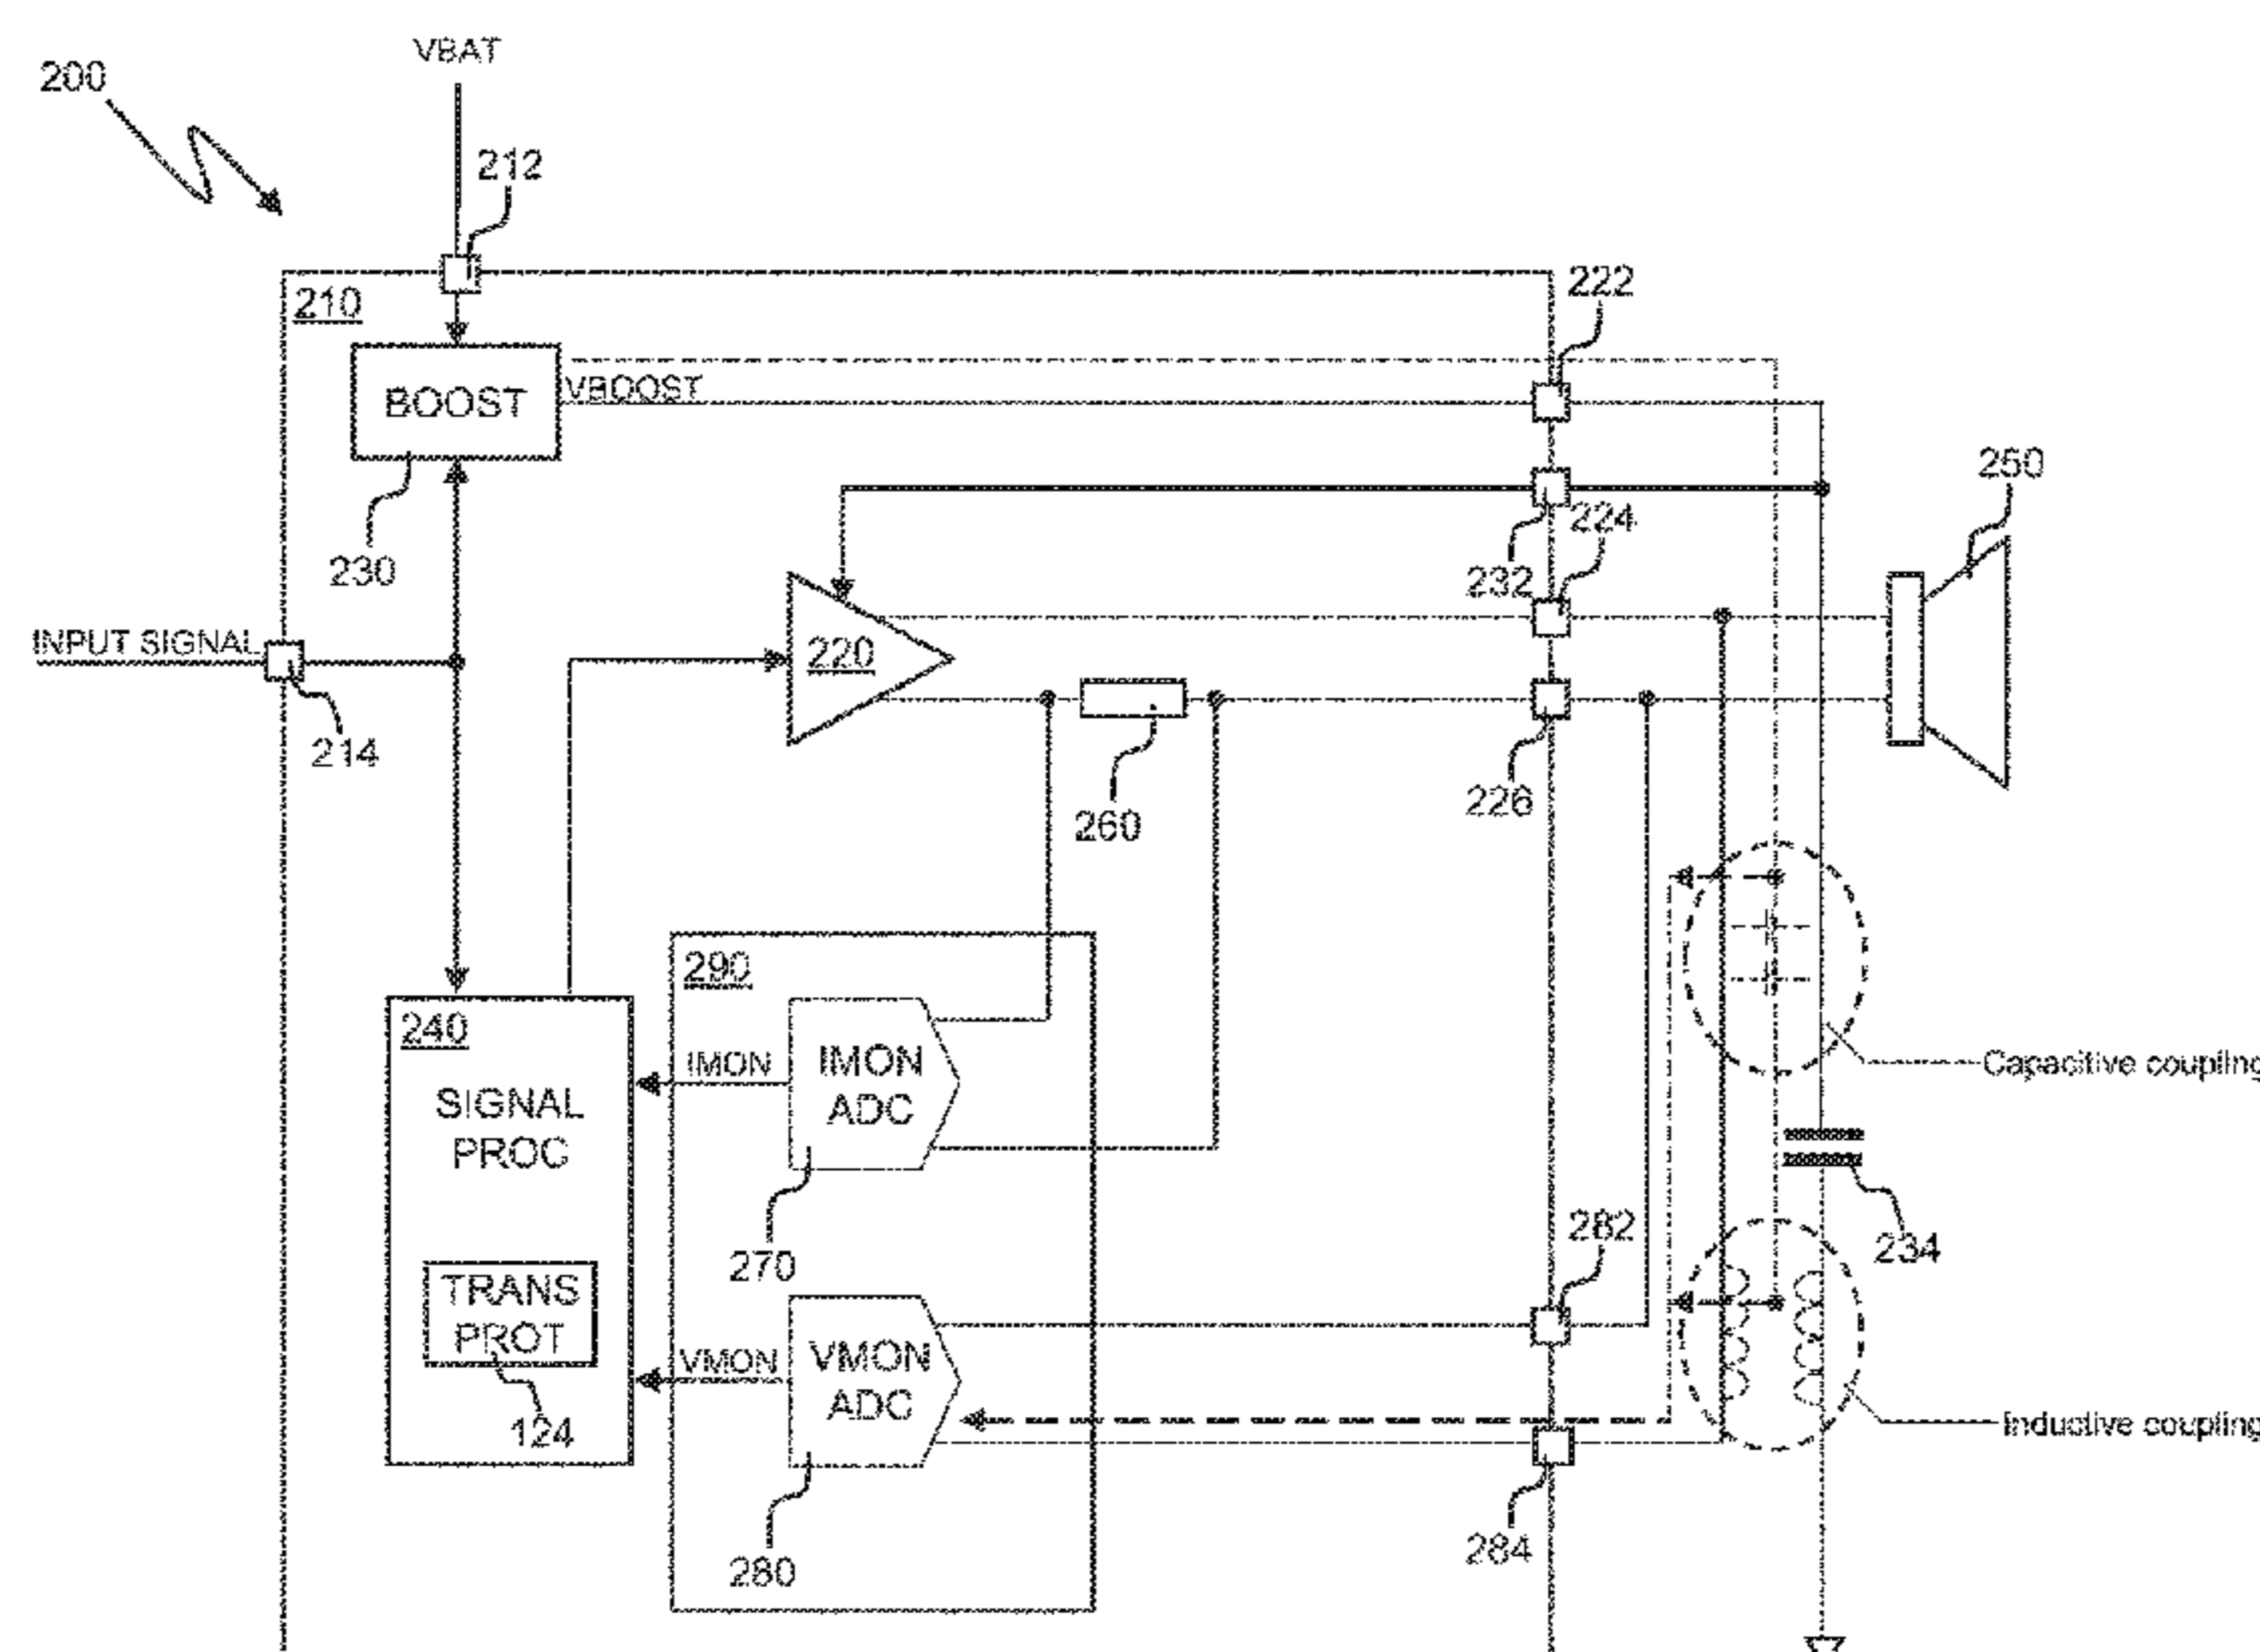 VBAT
200
212
222
210
BOOST
VBOOST
250
230
232
224
INPUT SIGNAL
220
214
226
260
290
240
SIGNAL
PROC
IMON
IMON
ADC
Capacitive coupling
270
282
234
TRANS
PROT
VMON
VMON
ADC
124
Inductive coupling
280
284